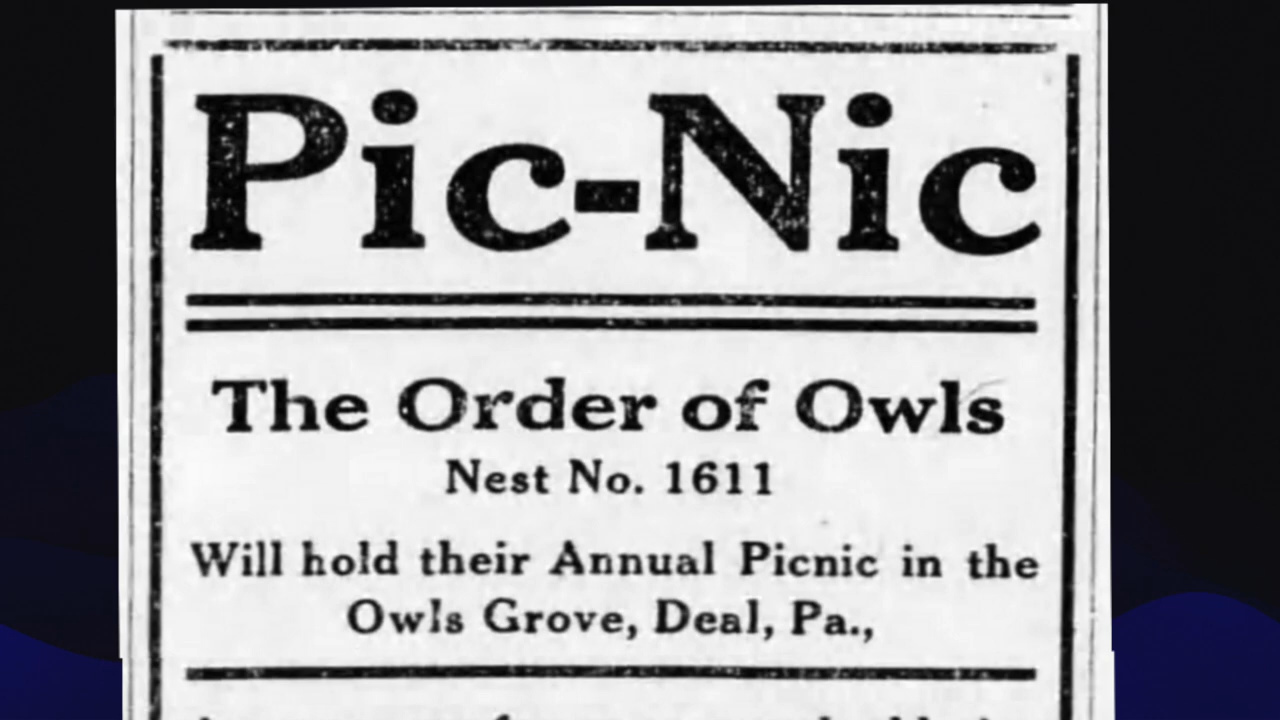 Pic-Nic
The Order of Owls
Nest No. 1611
Will hold their Annual Picnic in the
Owls Grove, Deal, Pa.,